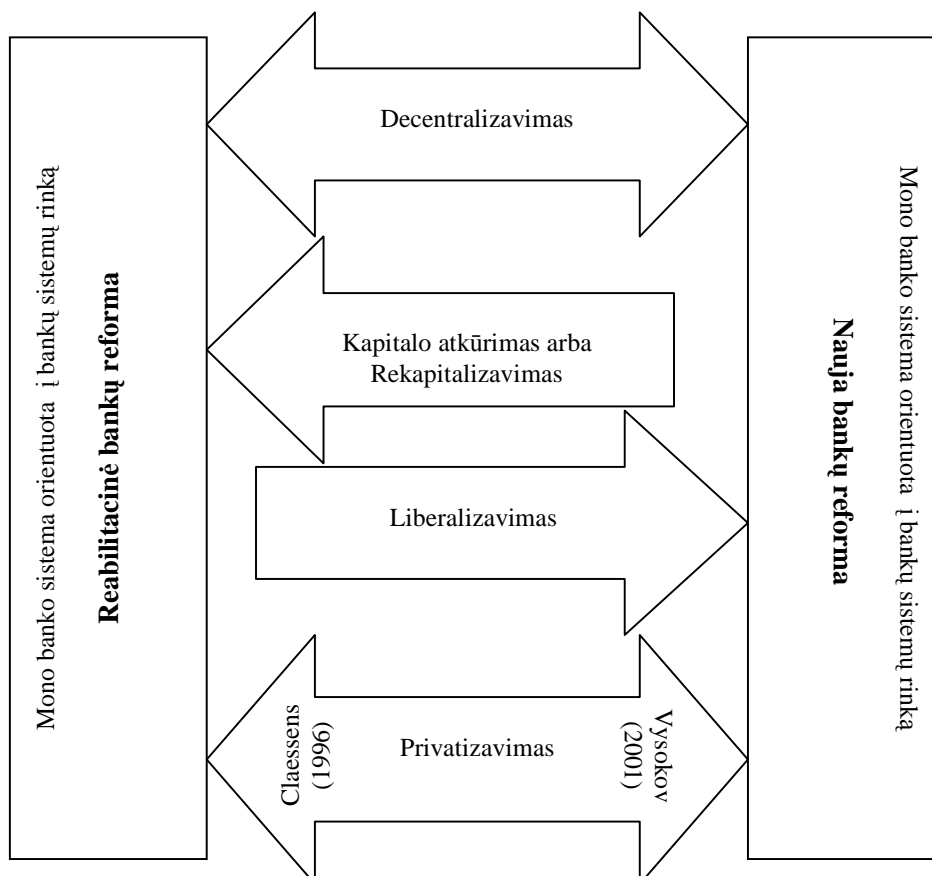 Mono banko sistema orientuota į bankų sistemų rinką
Reabilitacinė bankų reforma
Decentralizavimas
Kapitalo atkūrimas arba
Rekapitalizavimas
Liberalizavimas
Claessens
(1996)
Privatizavimas
Vysokov
(2001)
Nauja bankų reforma
Mono banko sistema orientuota į bankų sistemų rinką